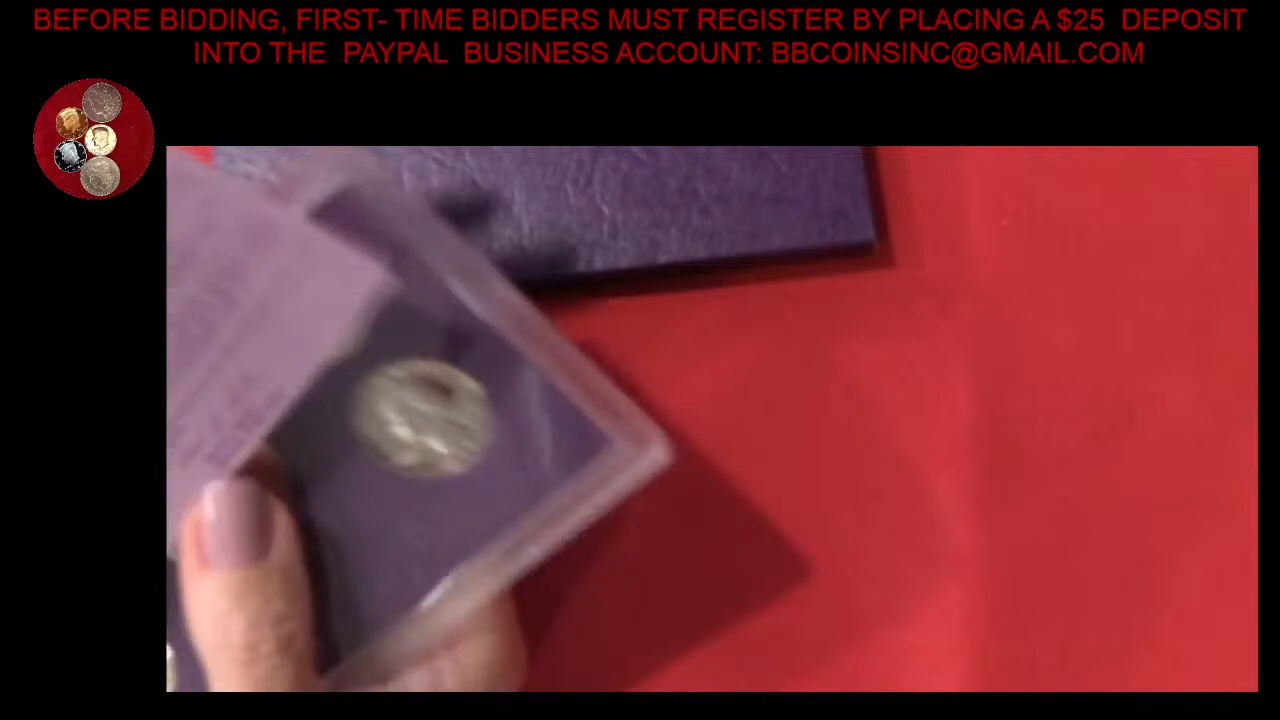 BEFORE BIDDING, FIRST- TIME BIDDERS MUST REGISTER BY PLACING A $25 DEPOSIT
INTO THE PAYPAL BUSINESS ACCOUNT: BBCOINSINC@GMAIL.COM